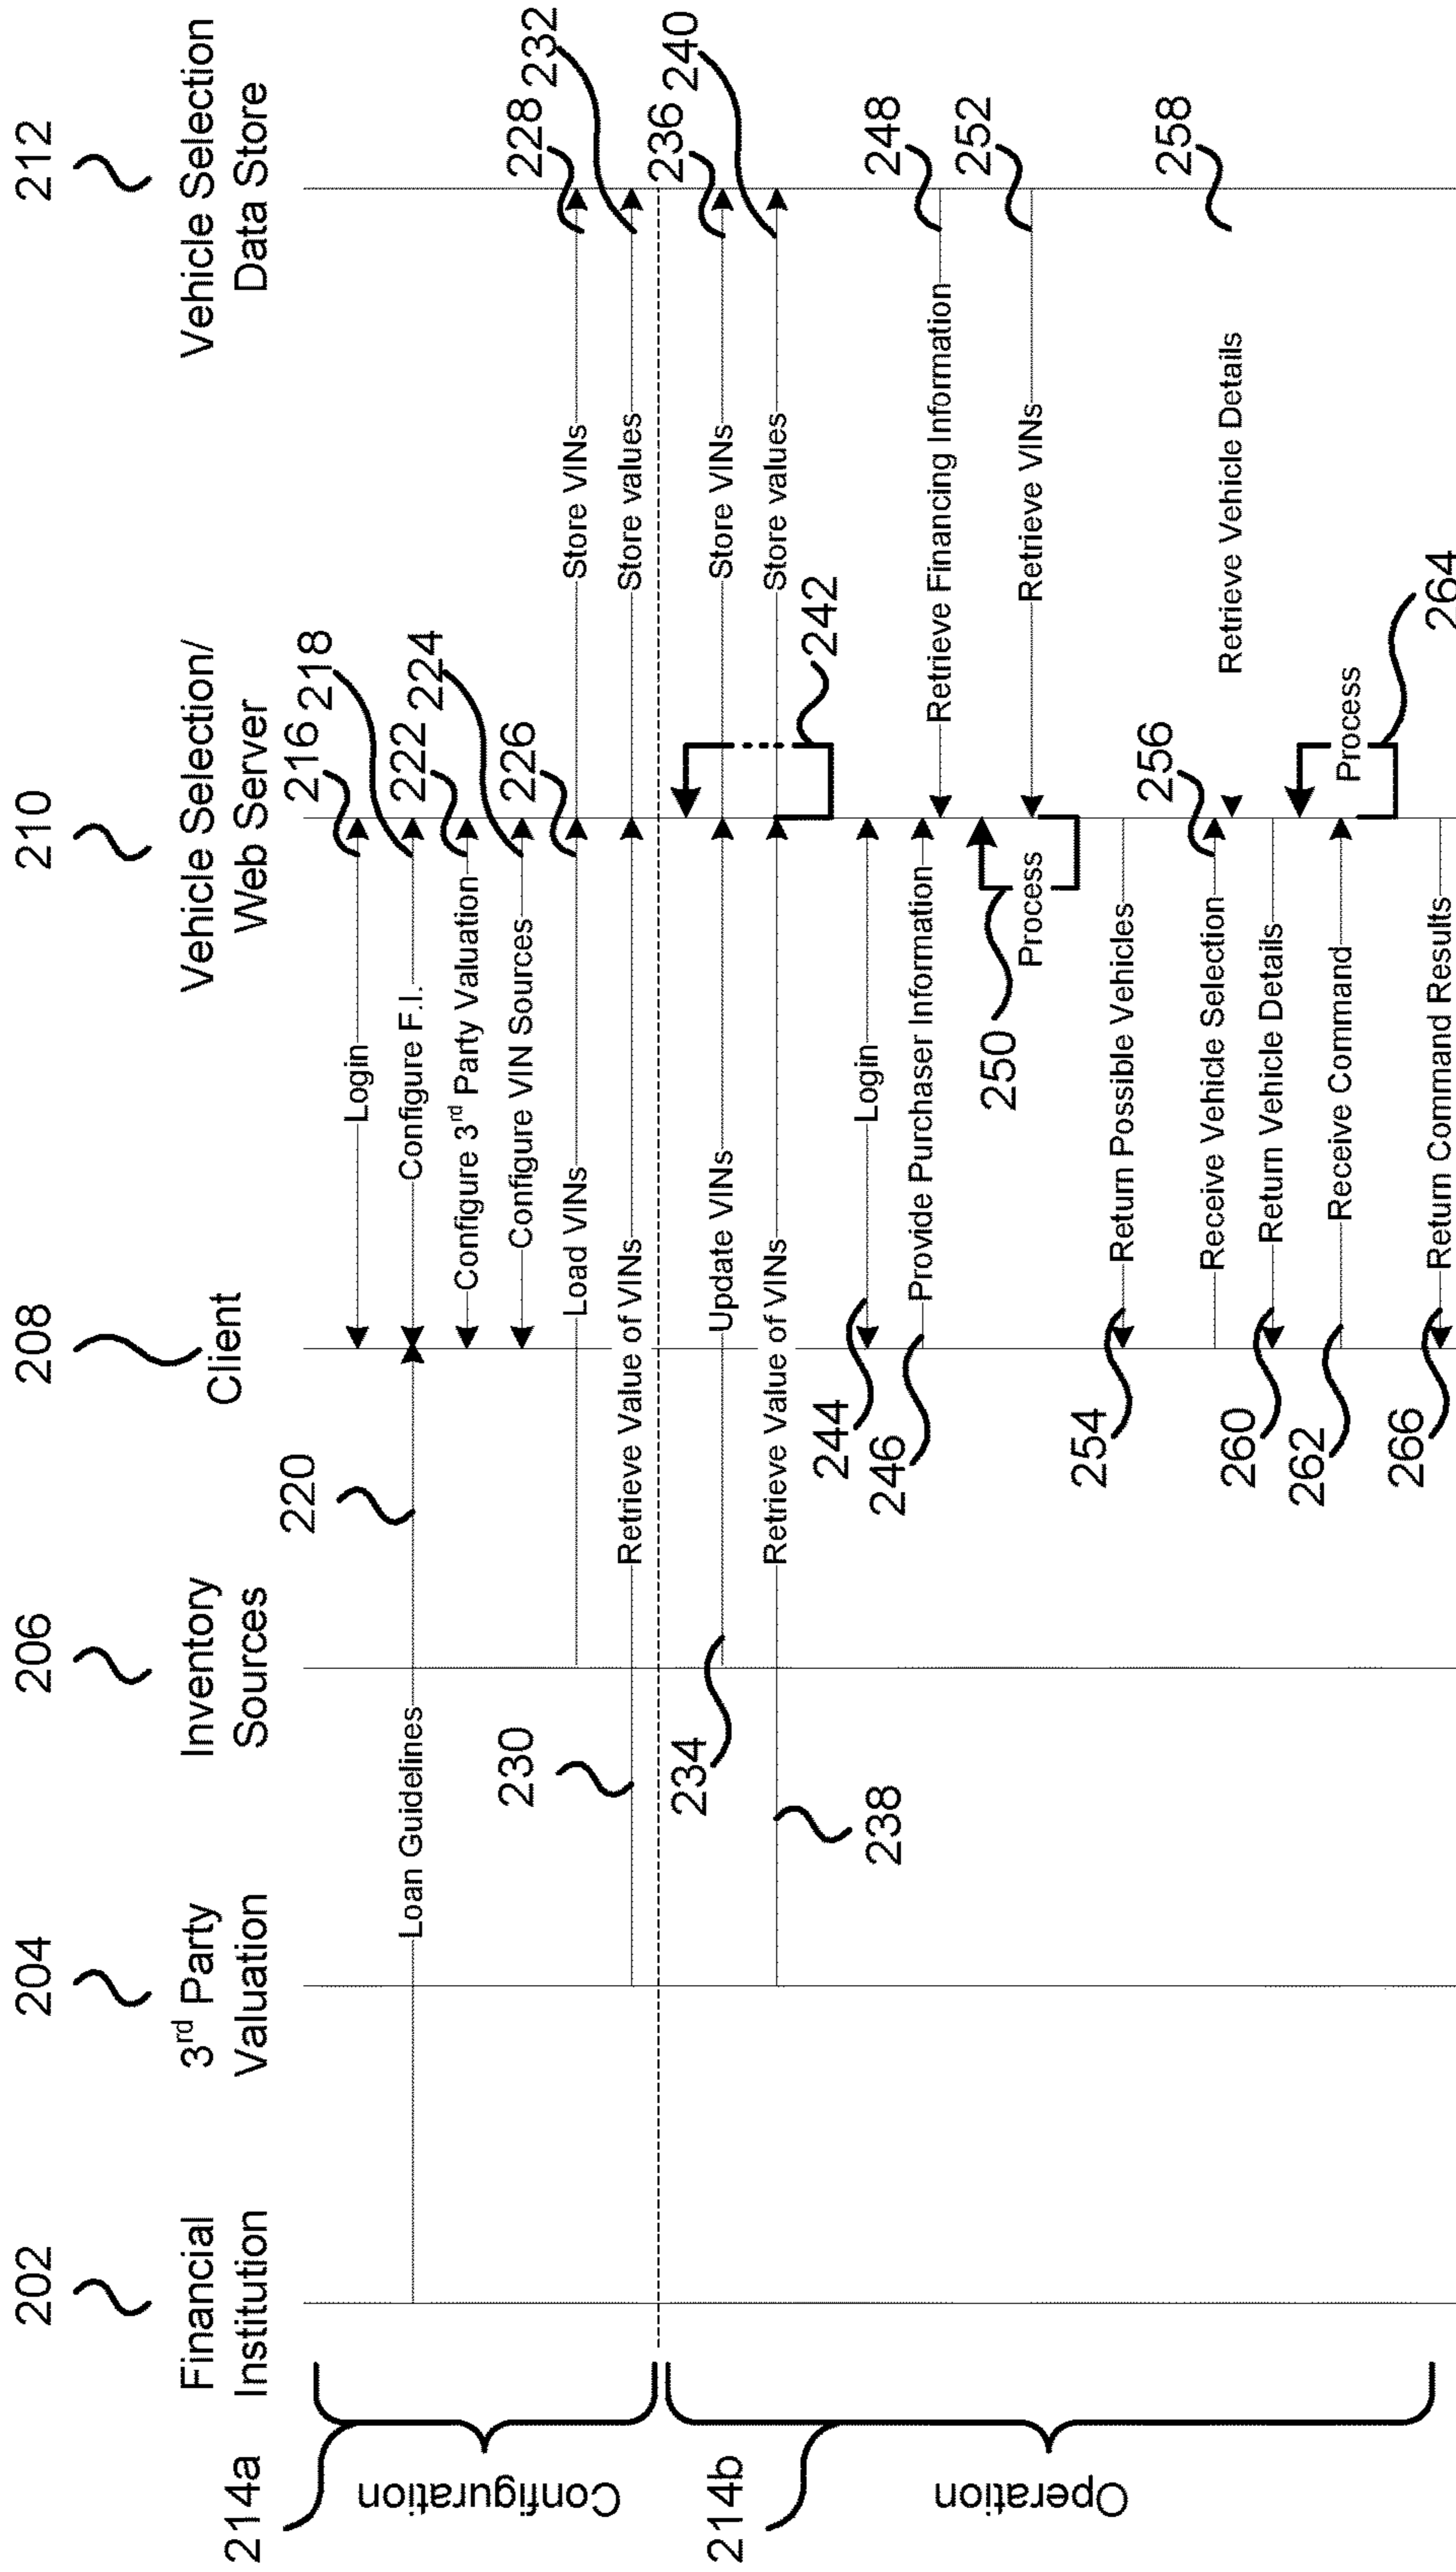 202
204
206
208
210
212
Financial
Institution
3rd Party
Valuation
Inventory
Sources
Client
Vehicle Selection/
Web Server
Vehicle Selection
Data Store
214a
Configuration
216
Login
218
220
Loan Guidelines
Configure F.I.
222
Configure 3rd Party Valuation
224
Configure VIN Sources
226
228
Load VINs
Store VINs
230
232
Retrieve Value of VINs
Store values
214b
Operation
234
236
Update VINs
Store VINs
238
240
Retrieve Value of VINs
Store values
242
244
Login
246
Provide Purchaser Information
248
Retrieve Financing Information
250
Process
252
Retrieve VINs
254
Return Possible Vehicles
256
Receive Vehicle Selection
258
Retrieve Vehicle Details
260
Return Vehicle Details
262
Receive Command
Process
264
266
Return Command Results